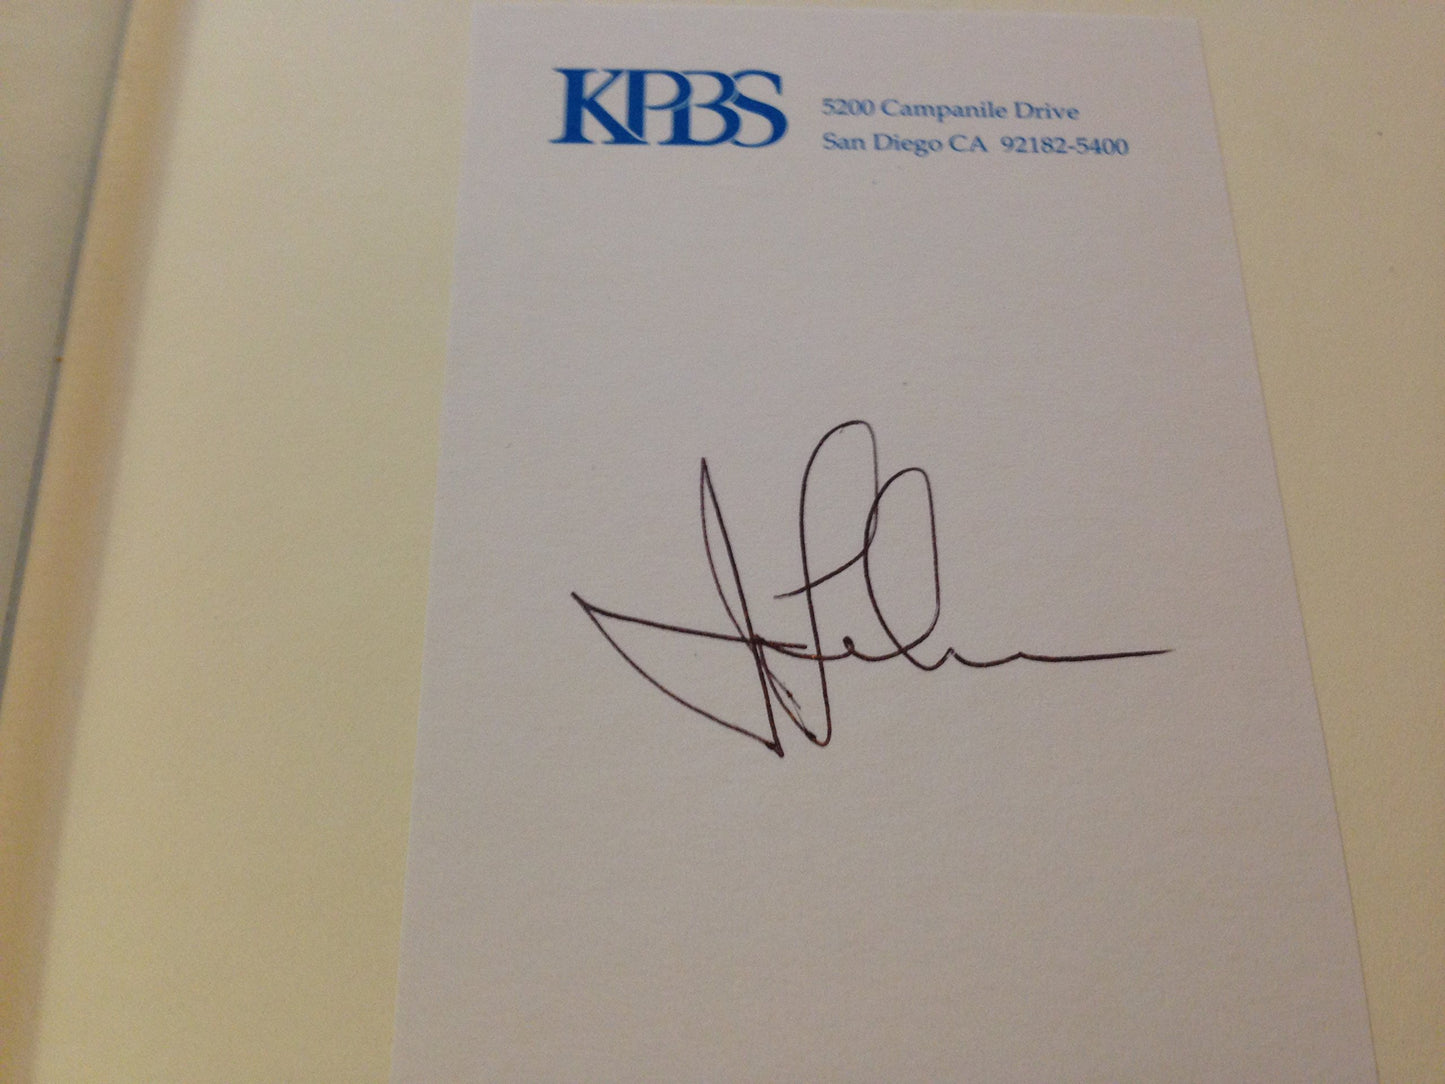 KPBS
5200 Campanile Drive
San Diego CA 92182-5400